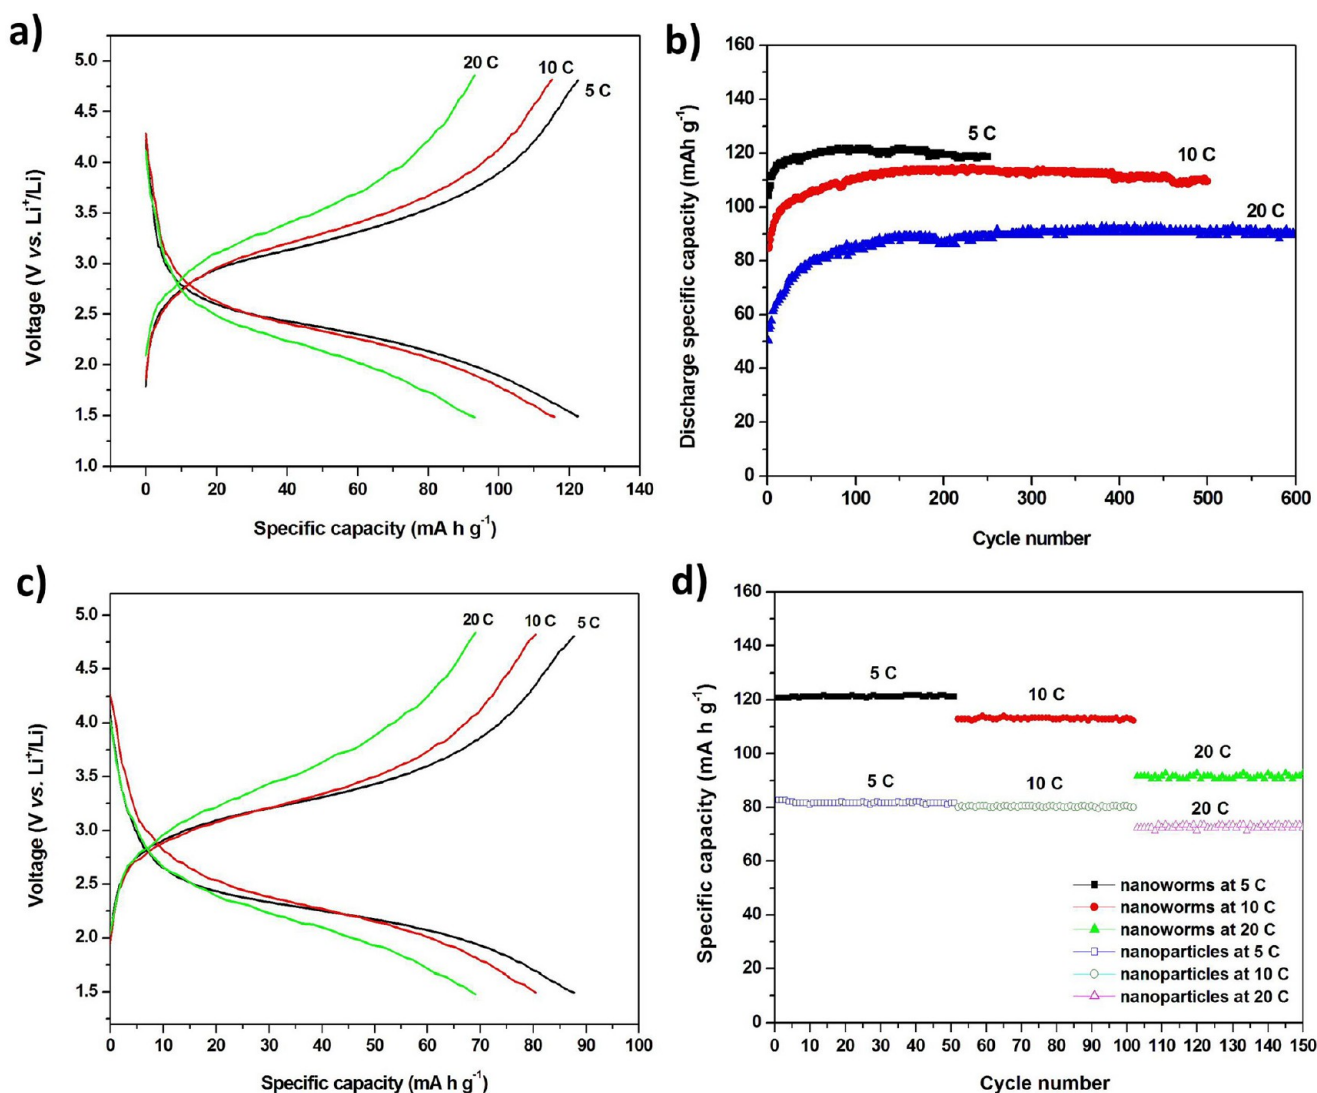 a)
Voltage (V vs. Li⁺/Li)
5.0
4.5
4.0
3.5
3.0
2.5
2.0
1.5
1.0
20 C
10 C
5 C
0 20 40 60 80 100 120 140
Specific capacity (mA h g⁻¹)
b)
Discharge specific capacity (mAh g⁻¹)
160
140
120
100
80
60
40
20
0
5 C
10 C
20 C
0 100 200 300 400 500 600
Cycle number
c)
Voltage (V vs. Li⁺/Li)
5.0
4.5
4.0
3.5
3.0
2.5
2.0
1.5
20 C
10 C
5 C
0 10 20 30 40 50 60 70 80 90 100
Specific capacity (mA h g⁻¹)
d)
Specific capacity (mA h g⁻¹)
160
140
120
100
80
60
40
20
0
5 C
10 C
20 C
5 C
10 C
20 C
nanoworms at 5 C
nanoworms at 10 C
nanoworms at 20 C
nanoparticles at 5 C
nanoparticles at 10 C
nanoparticles at 20 C
0 10 20 30 40 50 60 70 80 90 100 110 120 130 140 150
Cycle number